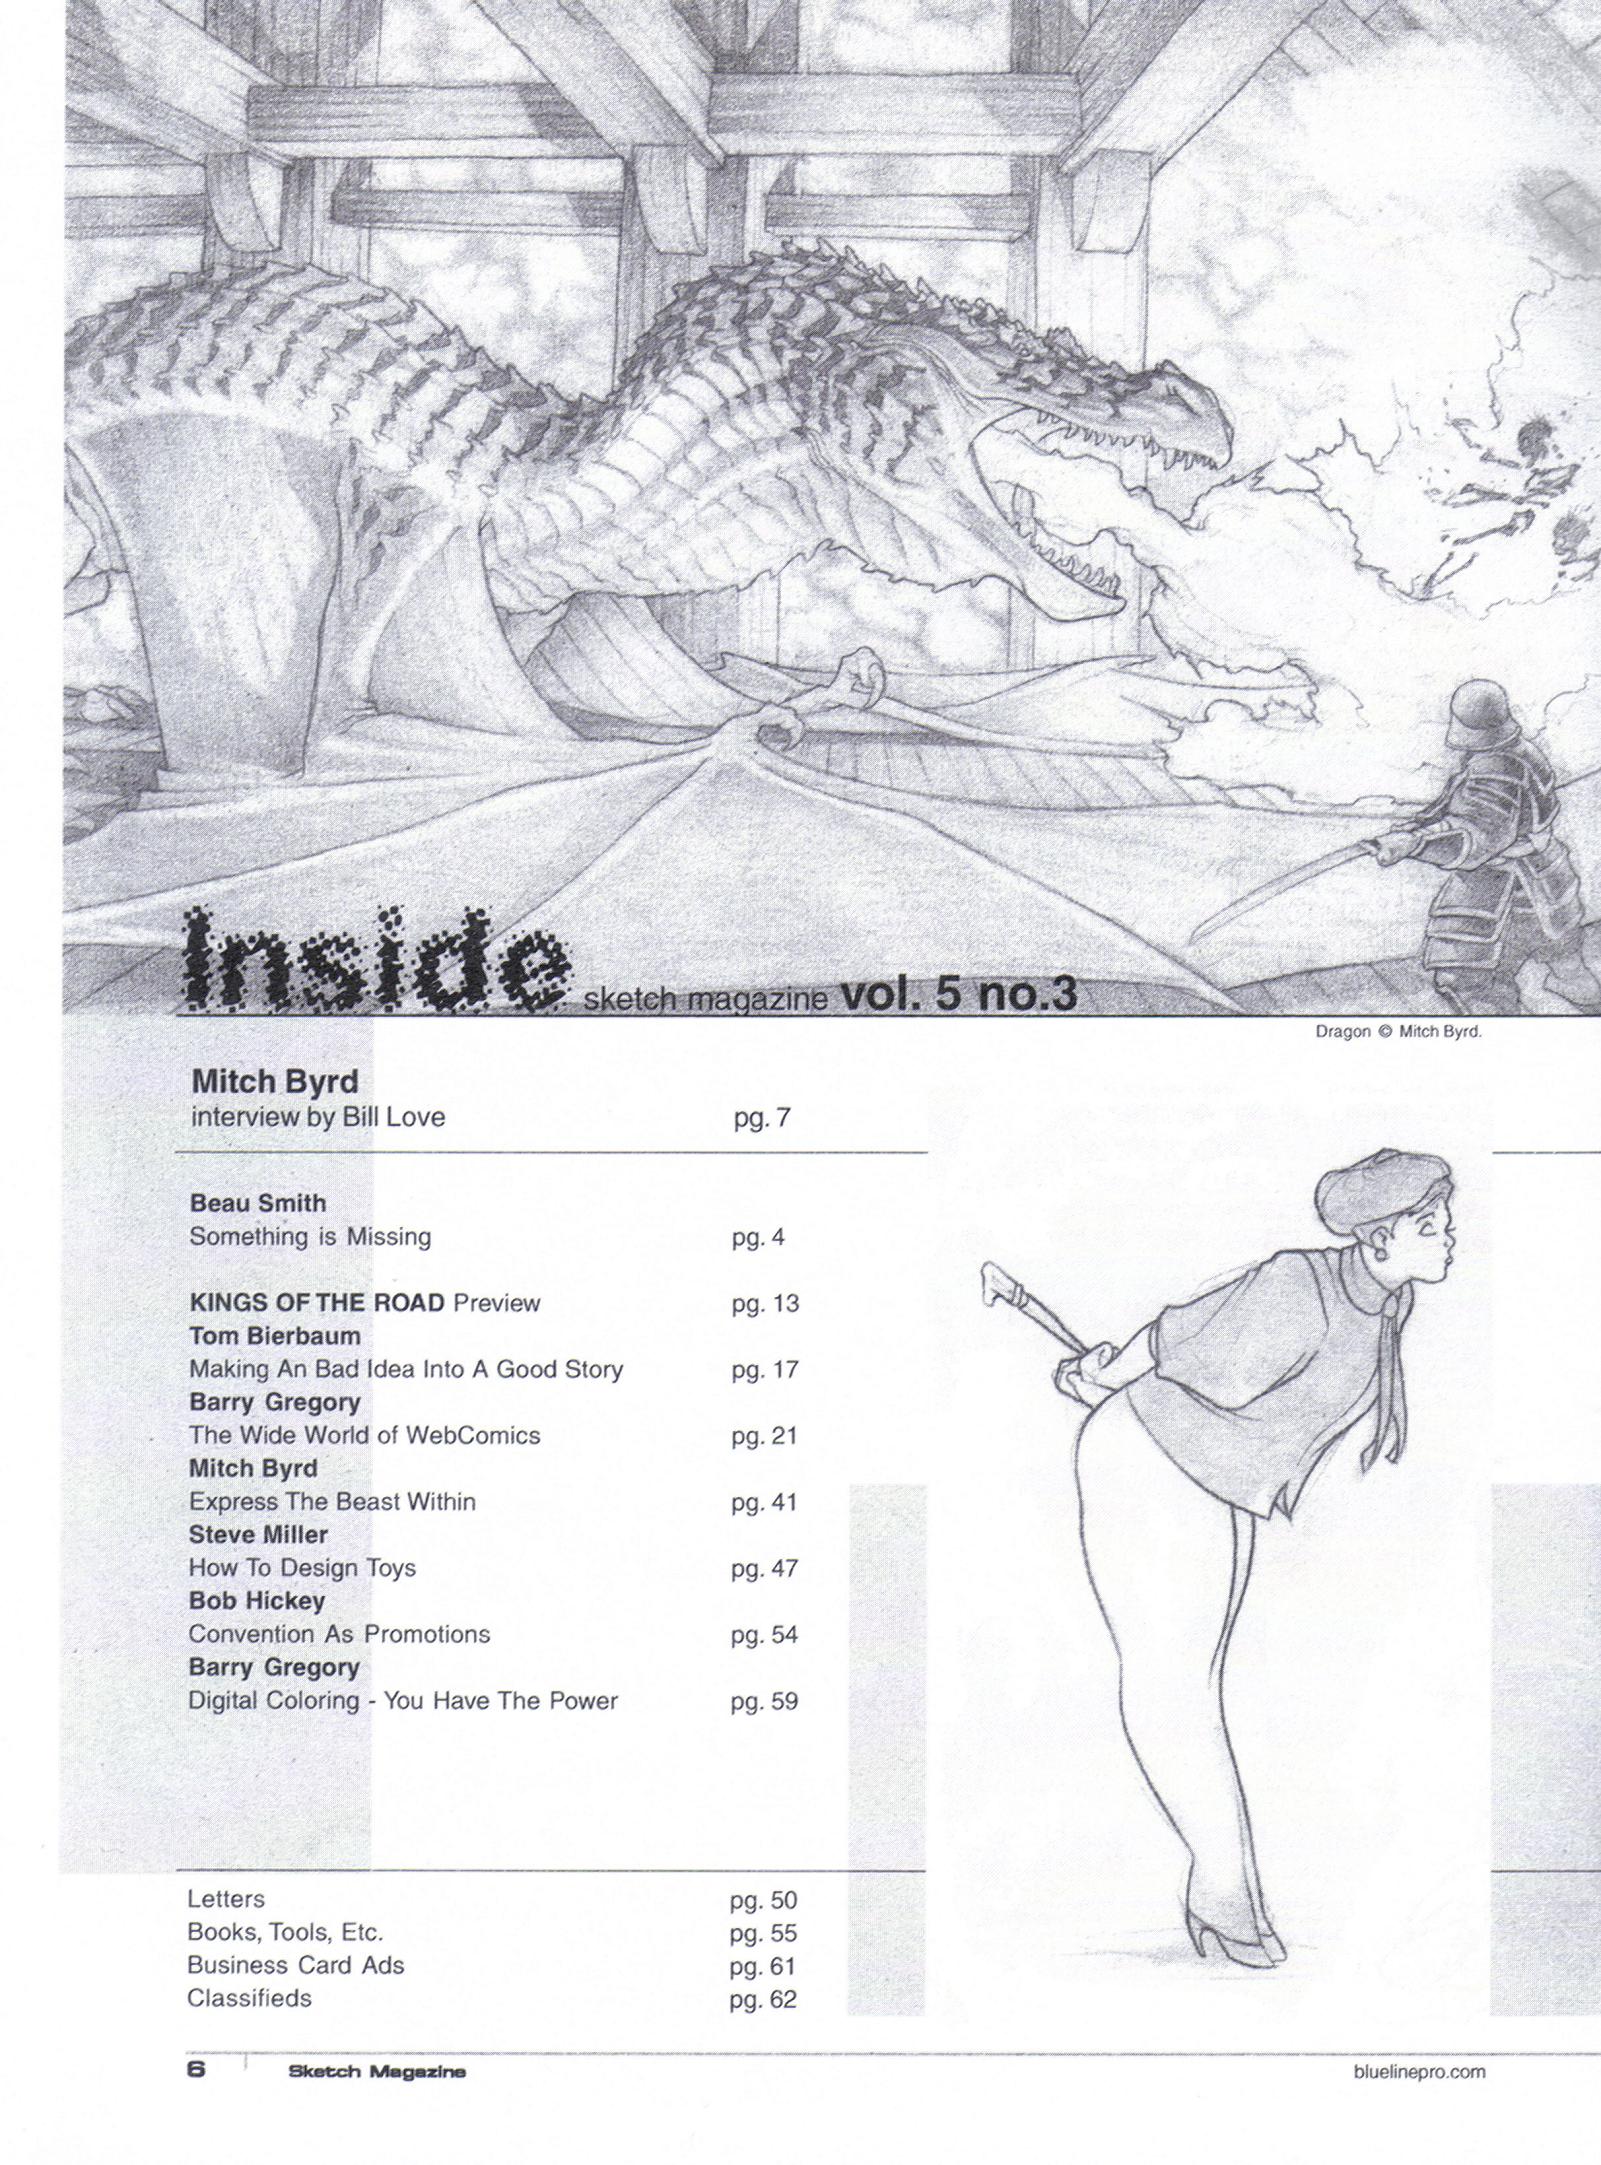 Inside sketch magazine vol. 5 no.3
Dragon © Mitch Byrd.
Mitch Byrd
interview by Bill Love pg. 7
Beau Smith
Something is Missing pg. 4
KINGS OF THE ROAD Preview pg. 13
Tom Bierbaum
Making An Bad Idea Into A Good Story pg. 17
Barry Gregory
The Wide World of WebComics pg. 21
Mitch Byrd
Express The Beast Within pg. 41
Steve Miller
How To Design Toys pg. 47
Bob Hickey
Convention As Promotions pg. 54
Barry Gregory
Digital Coloring - You Have The Power pg. 59
Letters pg. 50
Books, Tools, Etc. pg. 55
Business Card Ads pg. 61
Classifieds pg. 62
6 Sketch Magazine bluelinepro.com